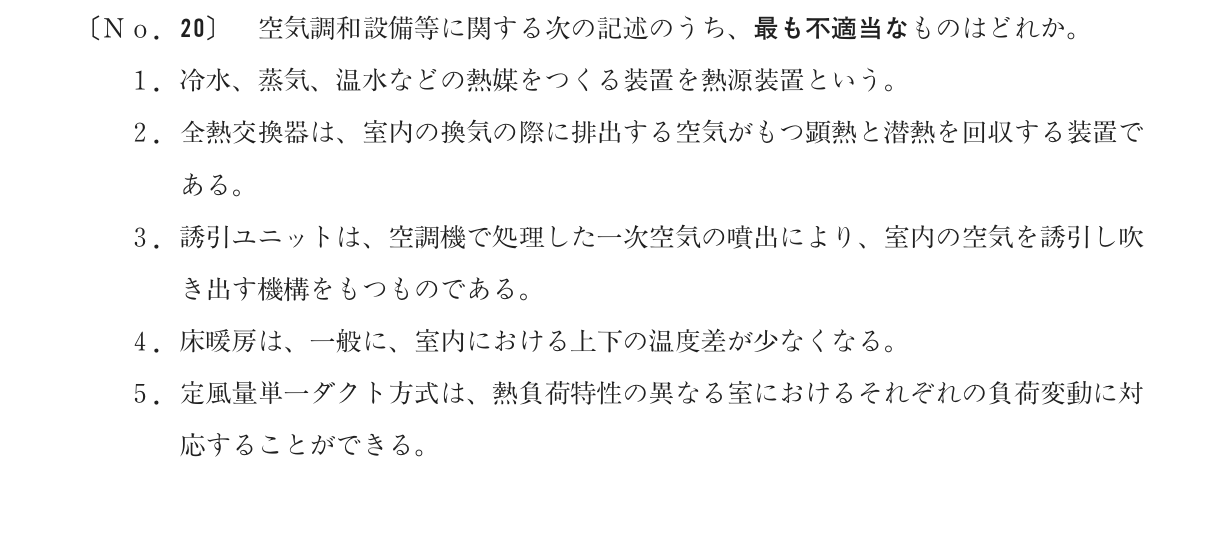 〔Ｎｏ．20〕　空気調和設備等に関する次の記述のうち、最も不適当なものはどれか。
１．冷水、蒸気、温水などの熱媒をつくる装置を熱源装置という。
２．全熱交換器は、室内の換気の際に排出する空気がもつ顕熱と潜熱を回収する装置で
ある。
３．誘引ユニットは、空調機で処理した一次空気の噴出により、室内の空気を誘引し吹
き出す機構をもつものである。
４．床暖房は、一般に、室内における上下の温度差が少なくなる。
５．定風量単一ダクト方式は、熱負荷特性の異なる室におけるそれぞれの負荷変動に対
応することができる。